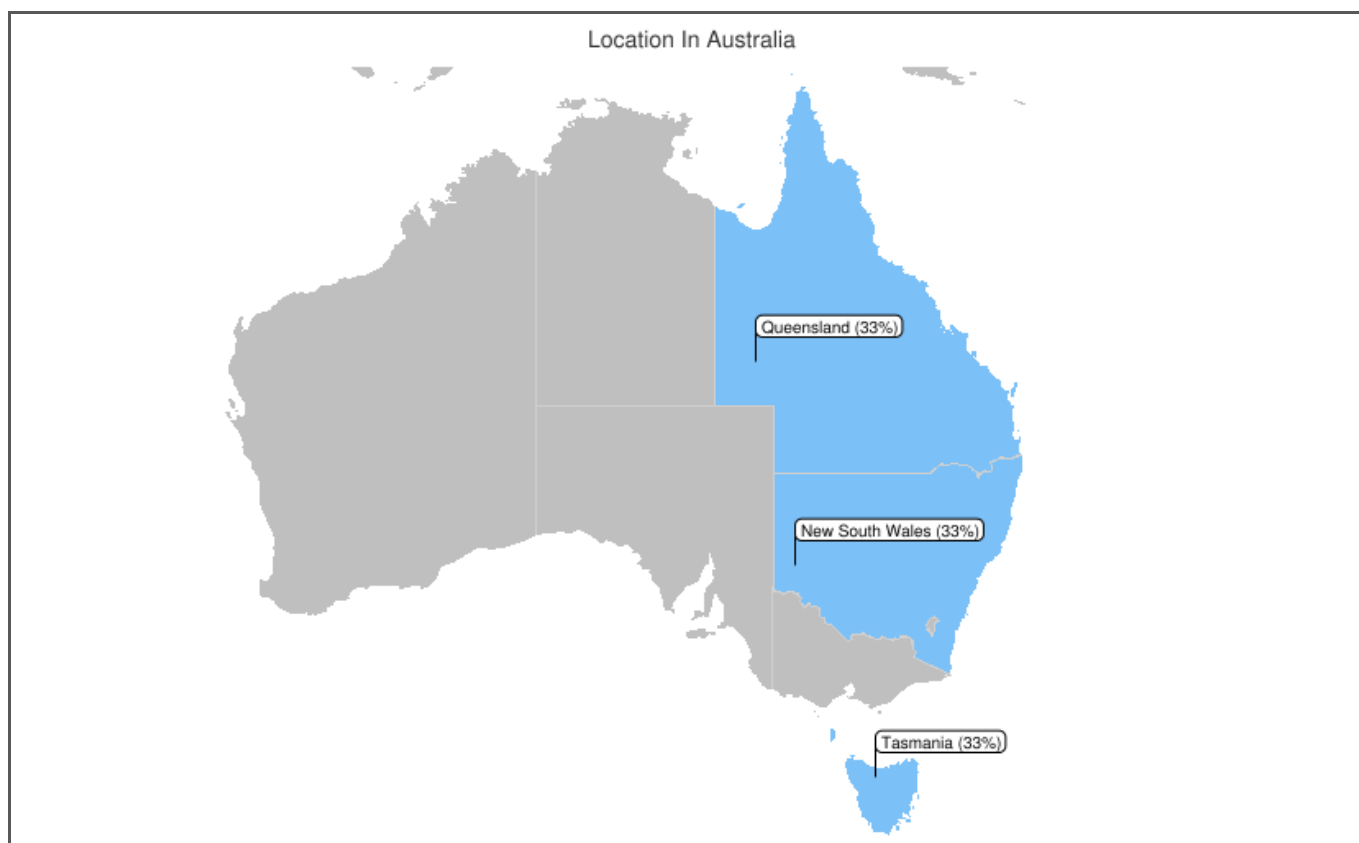 Location In Australia
Queensland (33%)
New South Wales (33%)
Tasmania (33%)